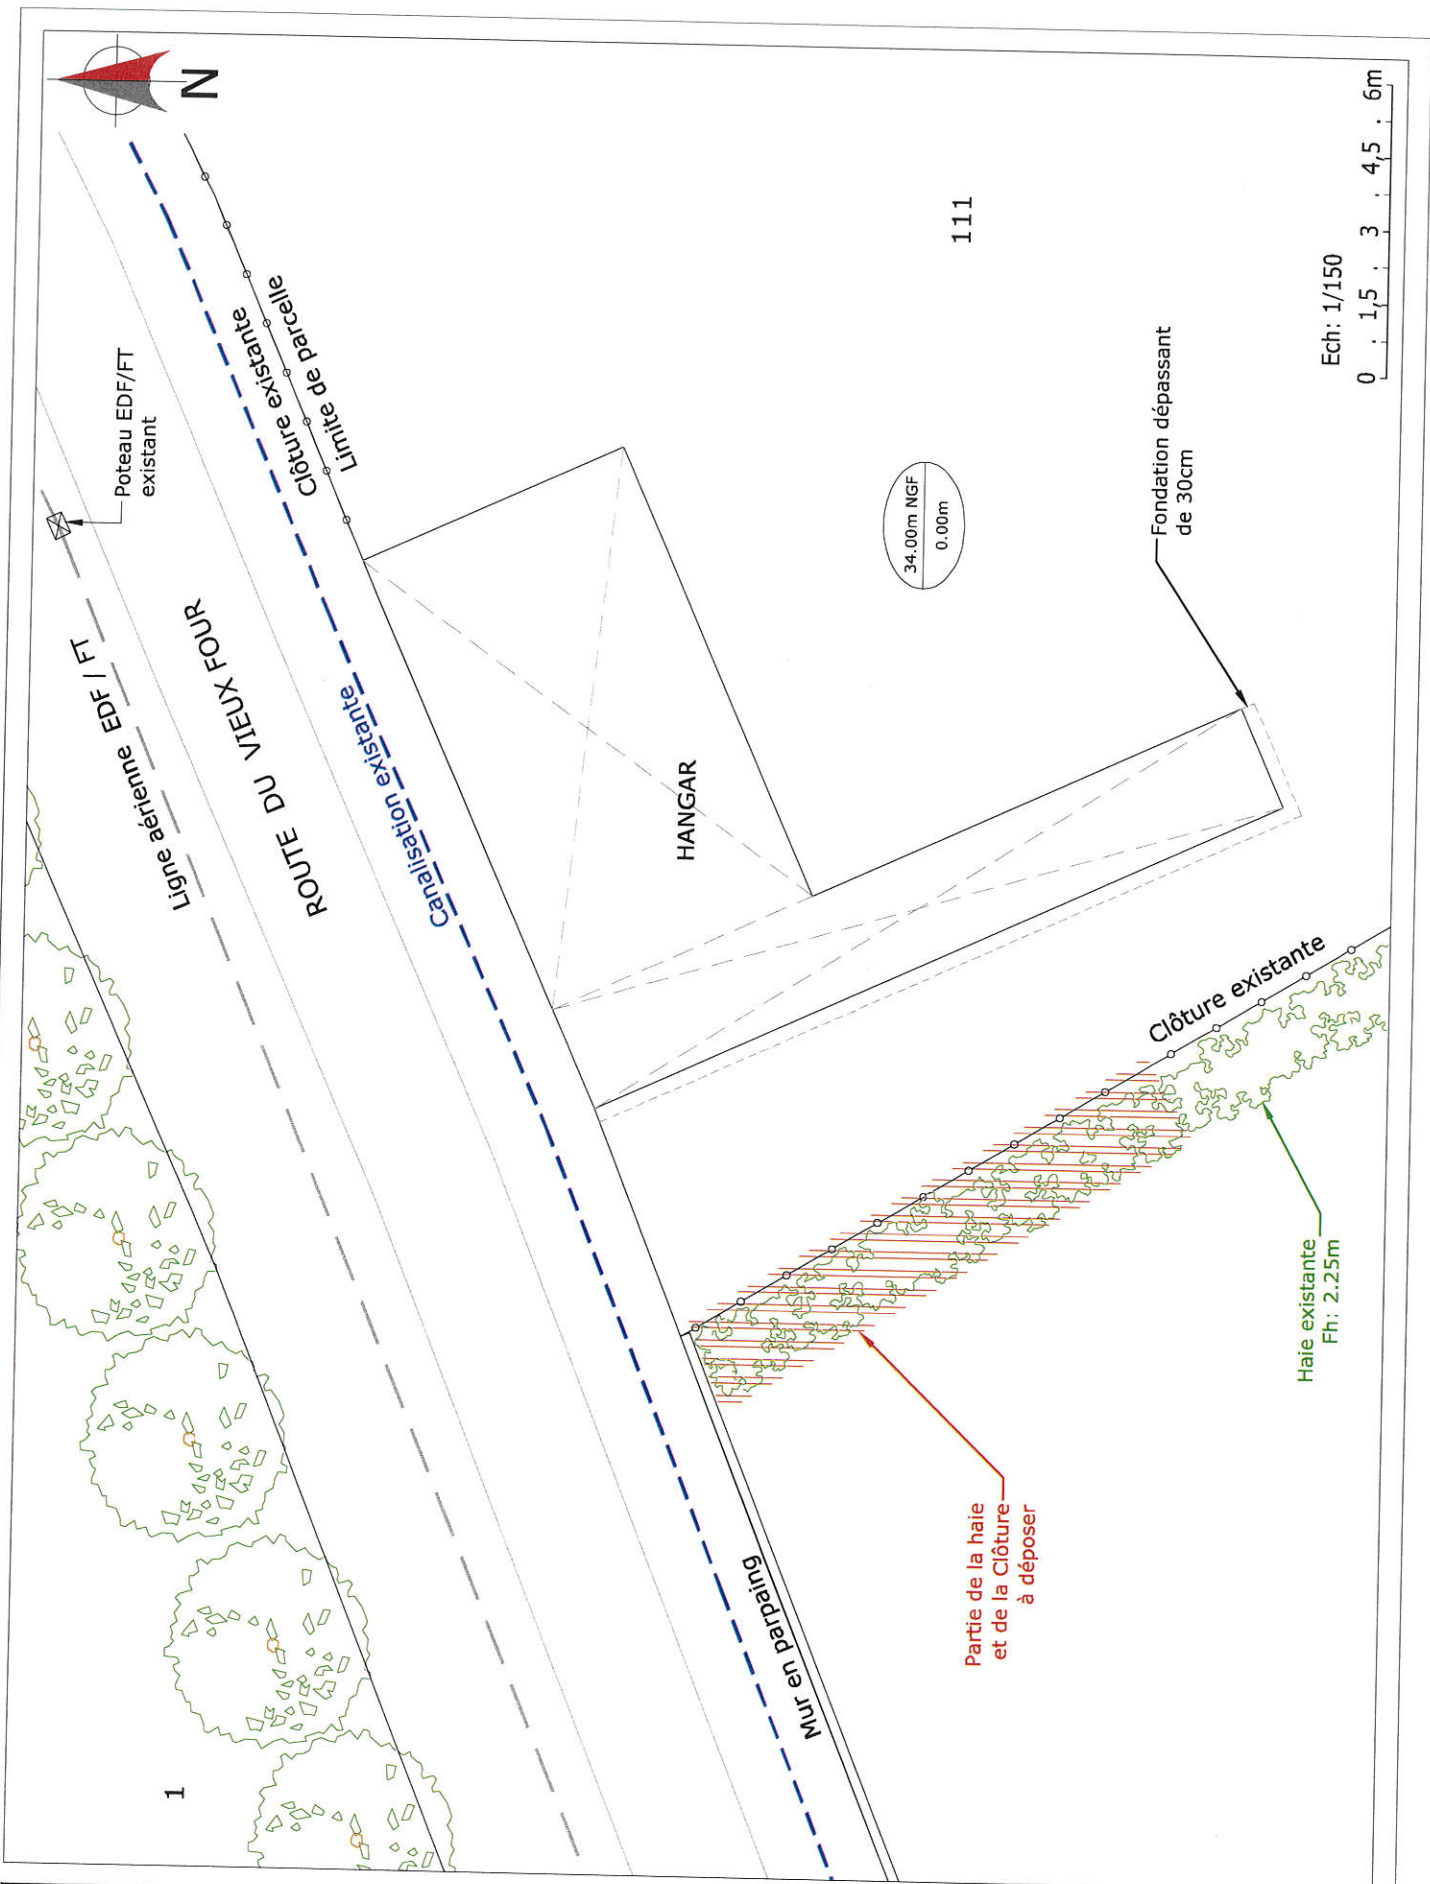 N
Poteau EDF/FT
existant
Ligne aérienne EDF / FT
ROUTE DU VIEUX FOUR
Canalisation existante
Clôture existante
Limite de parcelle
111
1
HANGAR
34.00m NGF
0.00m
Fondation dépassant
de 30cm
Clôture existante
Haie existante
Fh: 2.25m
Partie de la haie
et de la Clôture
à déposer
Mur en parpaing
Ech: 1/150
0 1,5 3 4,5 6m